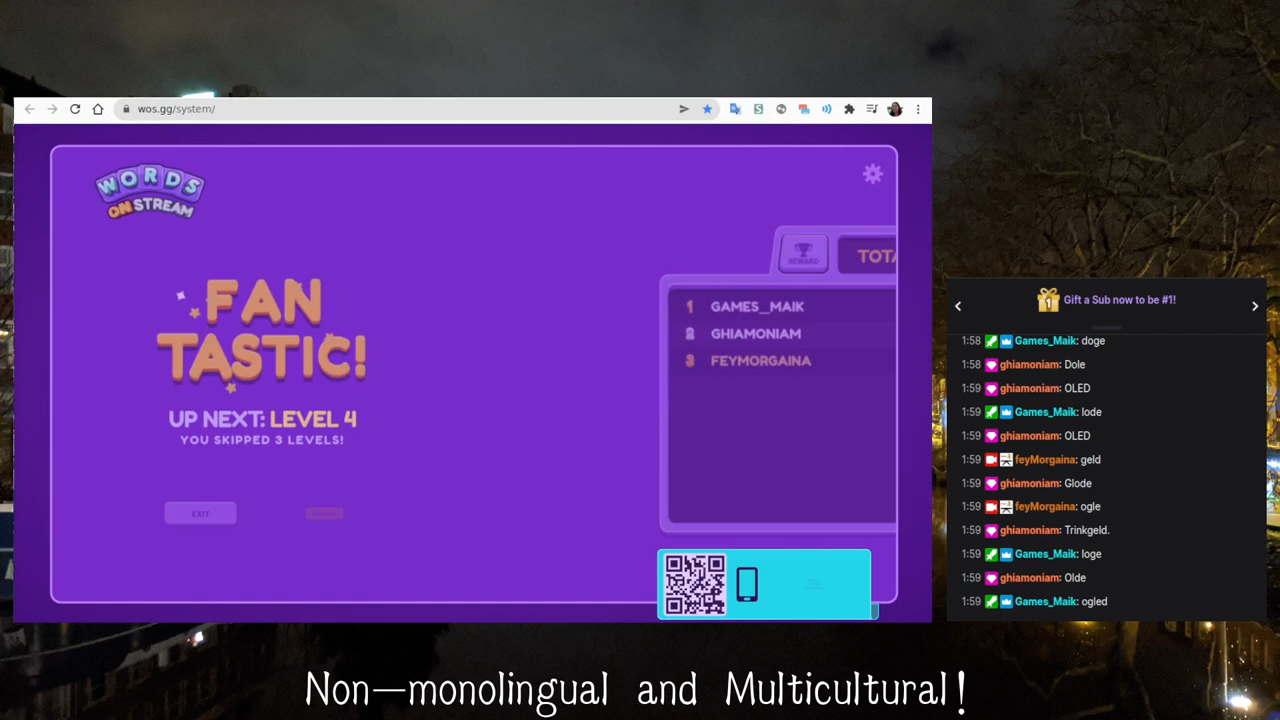 wos.gg/system/
WORDS
ON STREAM
FAN
TASTIC!
UP NEXT: LEVEL 4
YOU SKIPPED 3 LEVELS!
EXIT
REWARD
TOTA
1 GAMES_MAIK
2 GHIAMONIAM
3 FEYMORGAINA
1
Gift a Sub now to be #1!
1:58 Games_Maik: doge
1:58 ghiamoniam: Dole
1:59 ghiamoniam: OLED
1:59 Games_Maik: lode
1:59 ghiamoniam: OLED
1:59 feyMorgaina: geld
1:59 ghiamoniam: Glode
1:59 feyMorgaina: ogle
1:59 ghiamoniam: Trinkgeld.
1:59 Games_Maik: loge
1:59 ghiamoniam: Olde
1:59 Games_Maik: ogled
Non-monolingual and Multicultural!